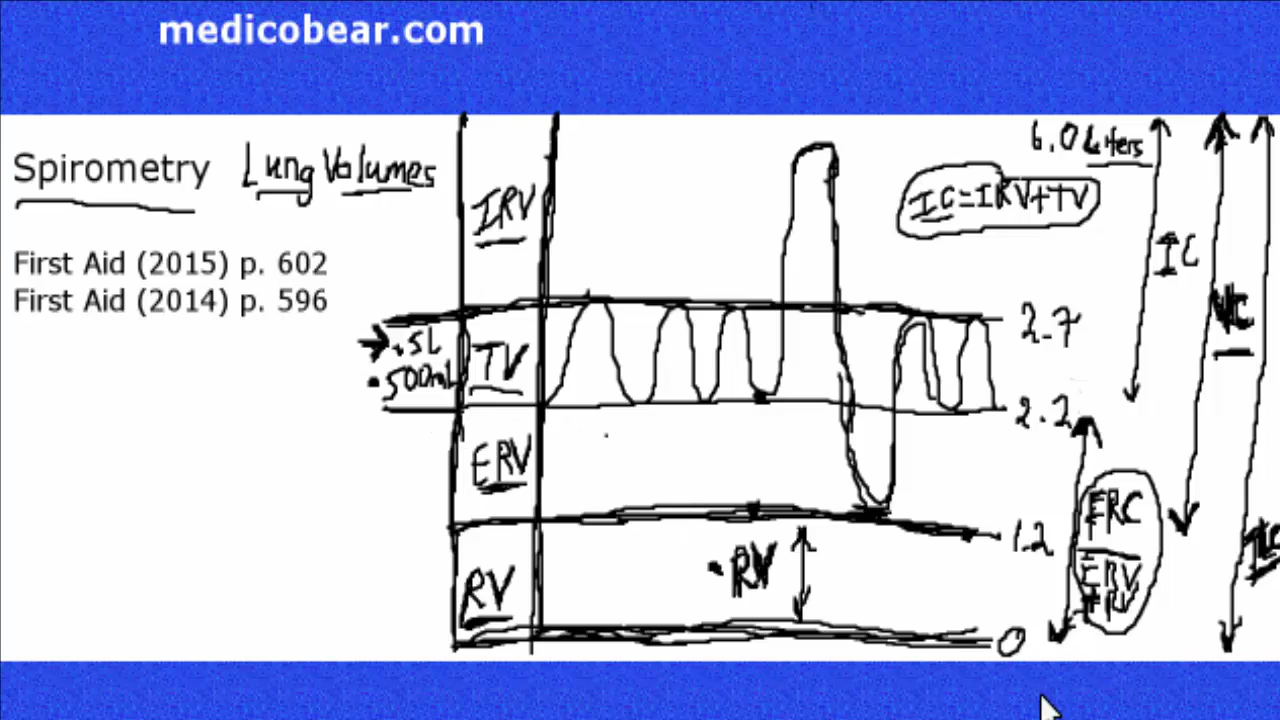 medicobear.com
Spirometry Lung Volumes
First Aid (2015) p. 602
First Aid (2014) p. 596
6.0 Liters
IRV
IC=IRV+TV
IC
VC
2.7
.5L
500mL
TV
2.2
ERV
FRC
ERV
+RV
1.2
TLC
RV
RV
0